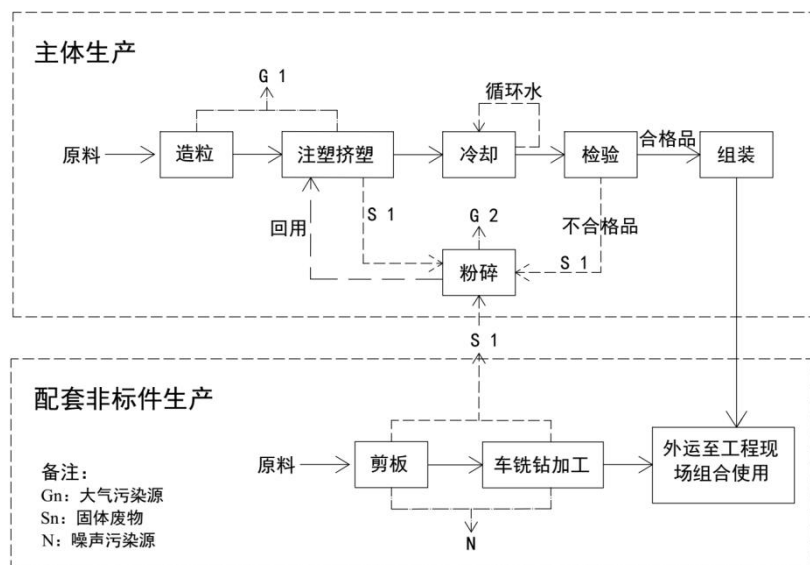 主体生产
G 1
循环水
原料
造粒
注塑挤塑
冷却
检验
合格品
组装
S 1
G 2
回用
不合格品
粉碎
S 1
S 1
配套非标件生产
原料
剪板
车铣钻加工
外运至工程现
场组合使用
备注：
Gn：大气污染源
Sn：固体废物
N：噪声污染源
N